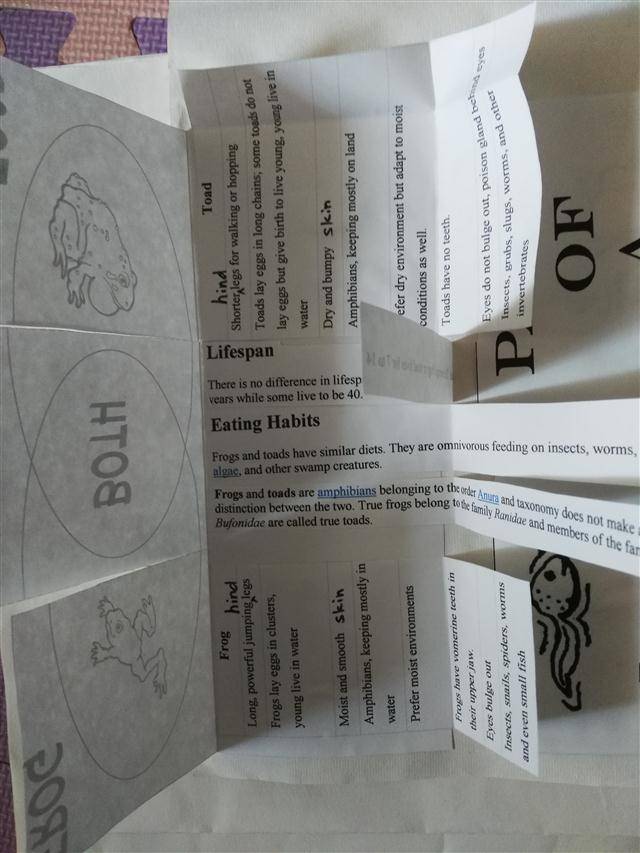 Toad
hind
Shorter legs for walking or hopping
Toads lay eggs in long chains; some toads do not
lay eggs but give birth to live young, young live in
water
Dry and bumpy skin
Amphibians, keeping mostly on land
efer dry environment but adapt to moist
conditions as well.
Toads have no teeth.
Eyes do not bulge out, poison gland behind eyes
Insects, grubs, slugs, worms, and other
invertebrates
OF
P
BOTH
Lifespan
There is no difference in lifesp
years while some live to be 40.
Eating Habits
Frogs and toads have similar diets. They are omnivorous feeding on insects, worms,
algae, and other swamp creatures.
Frogs and toads are amphibians belonging to the order Anura and taxonomy does not make
distinction between the two. True frogs belong to the family Ranidae and members of the fam
Bufonidae are called true toads.
Frog
hind
Long, powerful jumping legs
Frogs lay eggs in clusters,
young live in water
Moist and smooth skin
Amphibians, keeping mostly in
water
Prefer moist environments
Frogs have vomerine teeth in
their upper jaw.
Eyes bulge out
Insects, snails, spiders, worms
and even small fish
FROG